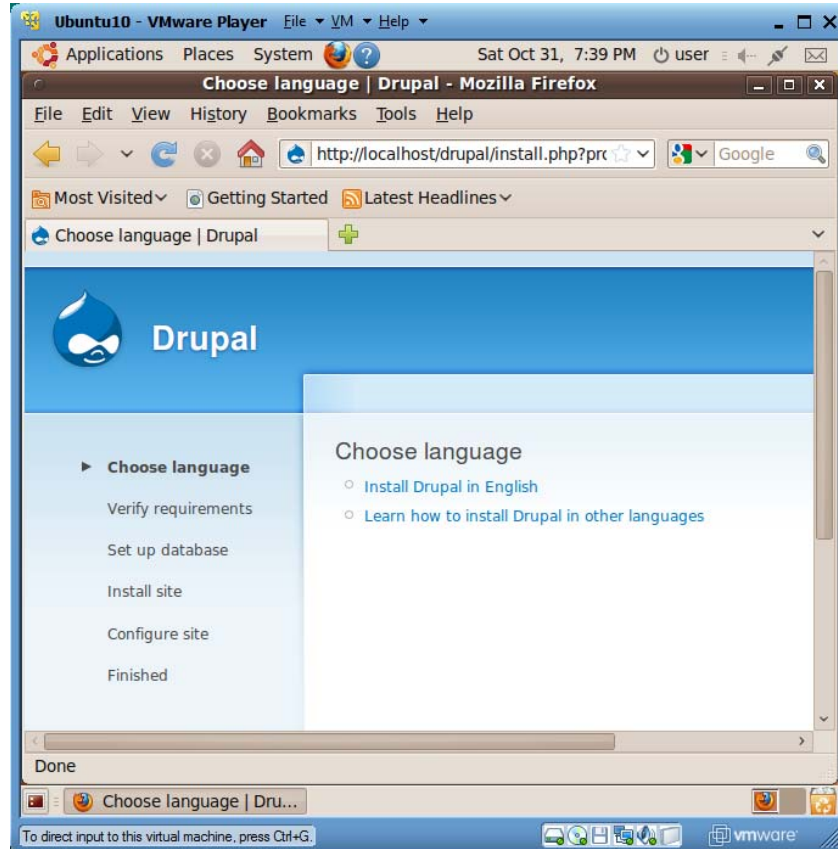 Ubuntu10 - VMware Player File VM Help
Applications Places System Sat Oct 31, 7:39 PM user
Choose language | Drupal - Mozilla Firefox
File Edit View History Bookmarks Tools Help
http://localhost/drupal/install.php?pro Google
Most Visited Getting Started Latest Headlines
Choose language | Drupal
Drupal
Choose language
Verify requirements
Set up database
Install site
Configure site
Finished
Choose language
Install Drupal in English
Learn how to install Drupal in other languages
Done
Choose language | Dru...
To direct input to this virtual machine, press Ctrl+G.
vmware